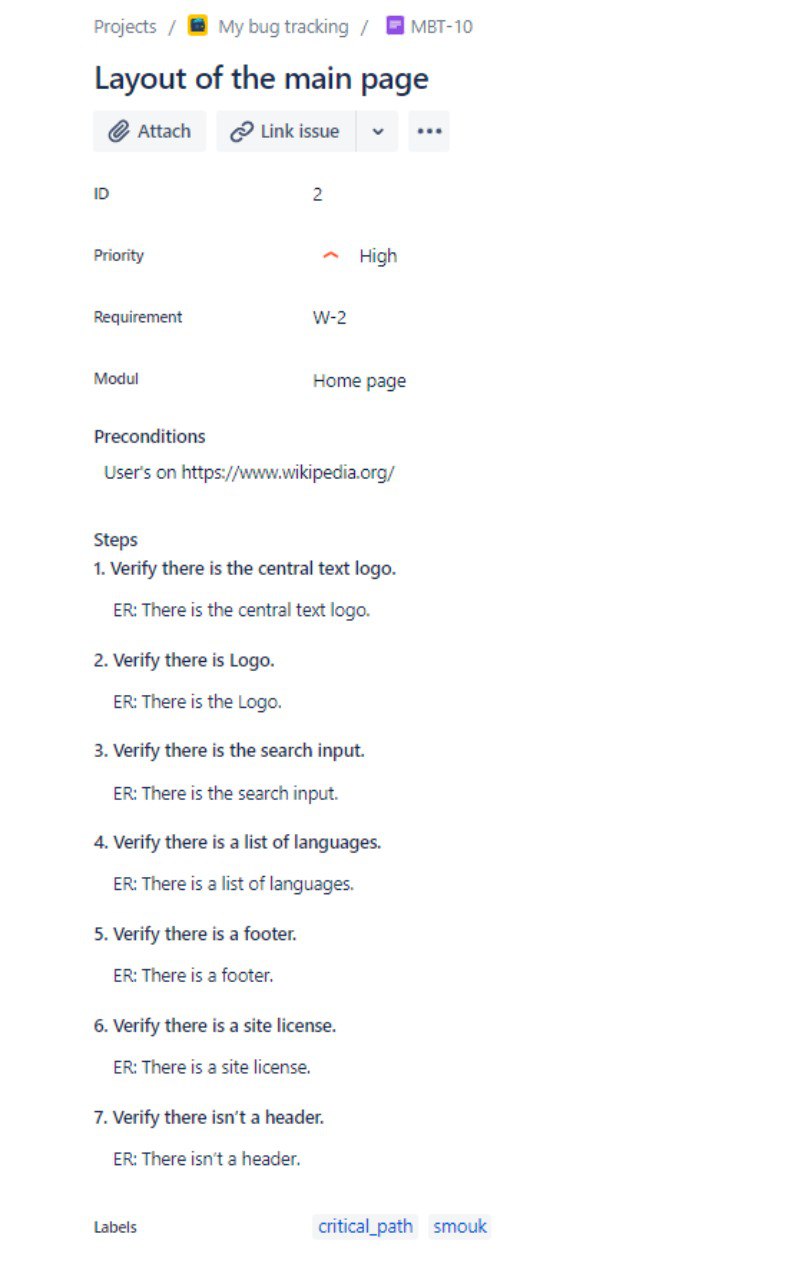 Projects / My bug tracking / MBT-10
Layout of the main page
Attach Link issue
ID 2
Priority High
Requirement W-2
Modul Home page
Preconditions
User's on https://www.wikipedia.org/
Steps
1. Verify there is the central text logo.
ER: There is the central text logo.
2. Verify there is Logo.
ER: There is the Logo.
3. Verify there is the search input.
ER: There is the search input.
4. Verify there is a list of languages.
ER: There is a list of languages.
5. Verify there is a footer.
ER: There is a footer.
6. Verify there is a site license.
ER: There is a site license.
7. Verify there isn’t a header.
ER: There isn’t a header.
Labels critical_path smouk